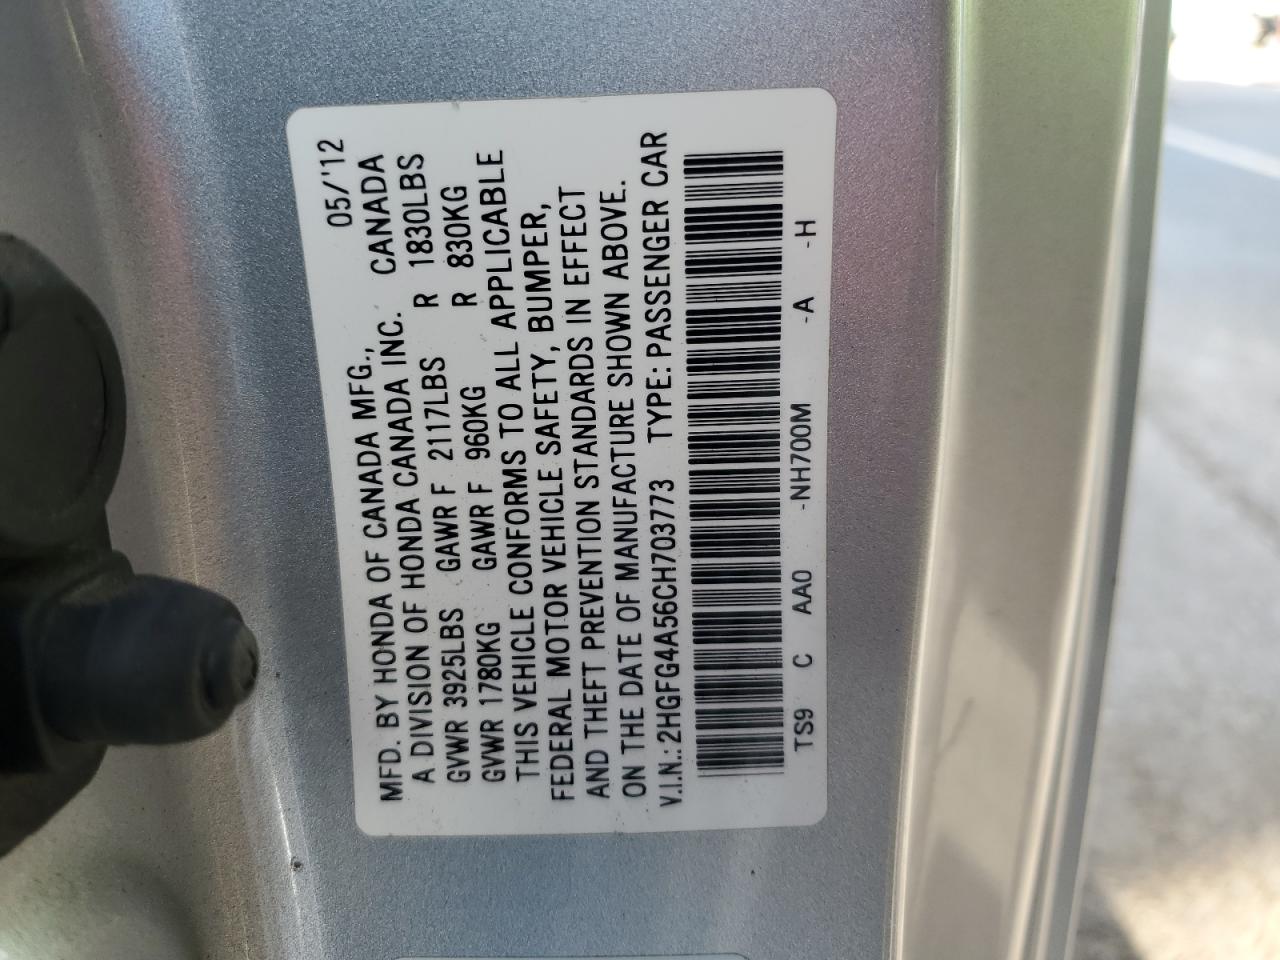 MFD. BY HONDA OF CANADA MFG., 05/'12
A DIVISION OF HONDA CANADA INC. CANADA
GVWR 3925LBS GAWR F 2117LBS R 1830LBS
GVWR 1780KG GAWR F 960KG R 830KG
THIS VEHICLE CONFORMS TO ALL APPLICABLE
FEDERAL MOTOR VEHICLE SAFETY, BUMPER,
AND THEFT PREVENTION STANDARDS IN EFFECT
ON THE DATE OF MANUFACTURE SHOWN ABOVE.
V.I.N.: 2HGFG4A56CH703773 TYPE: PASSENGER CAR
TS9 C AA0 -NH700M -A -H